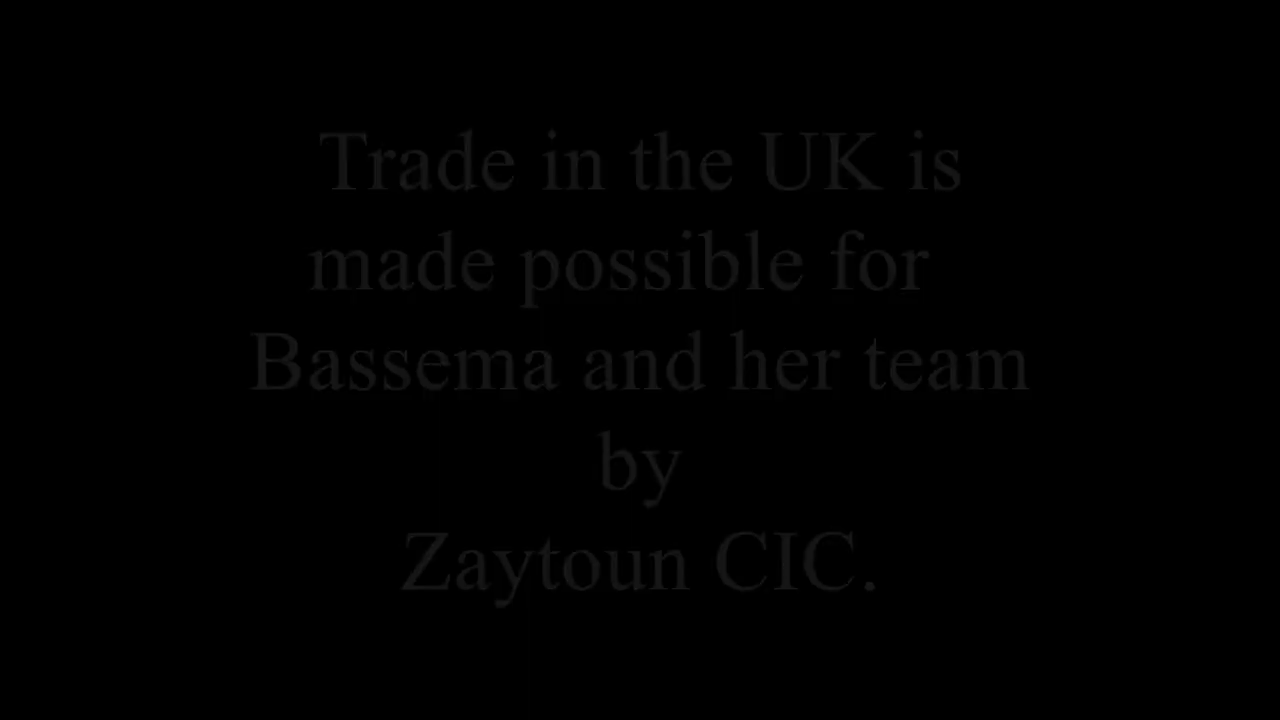 Trade in the UK is
made possible for
Bassema and her team
by
Zaytoun CIC.